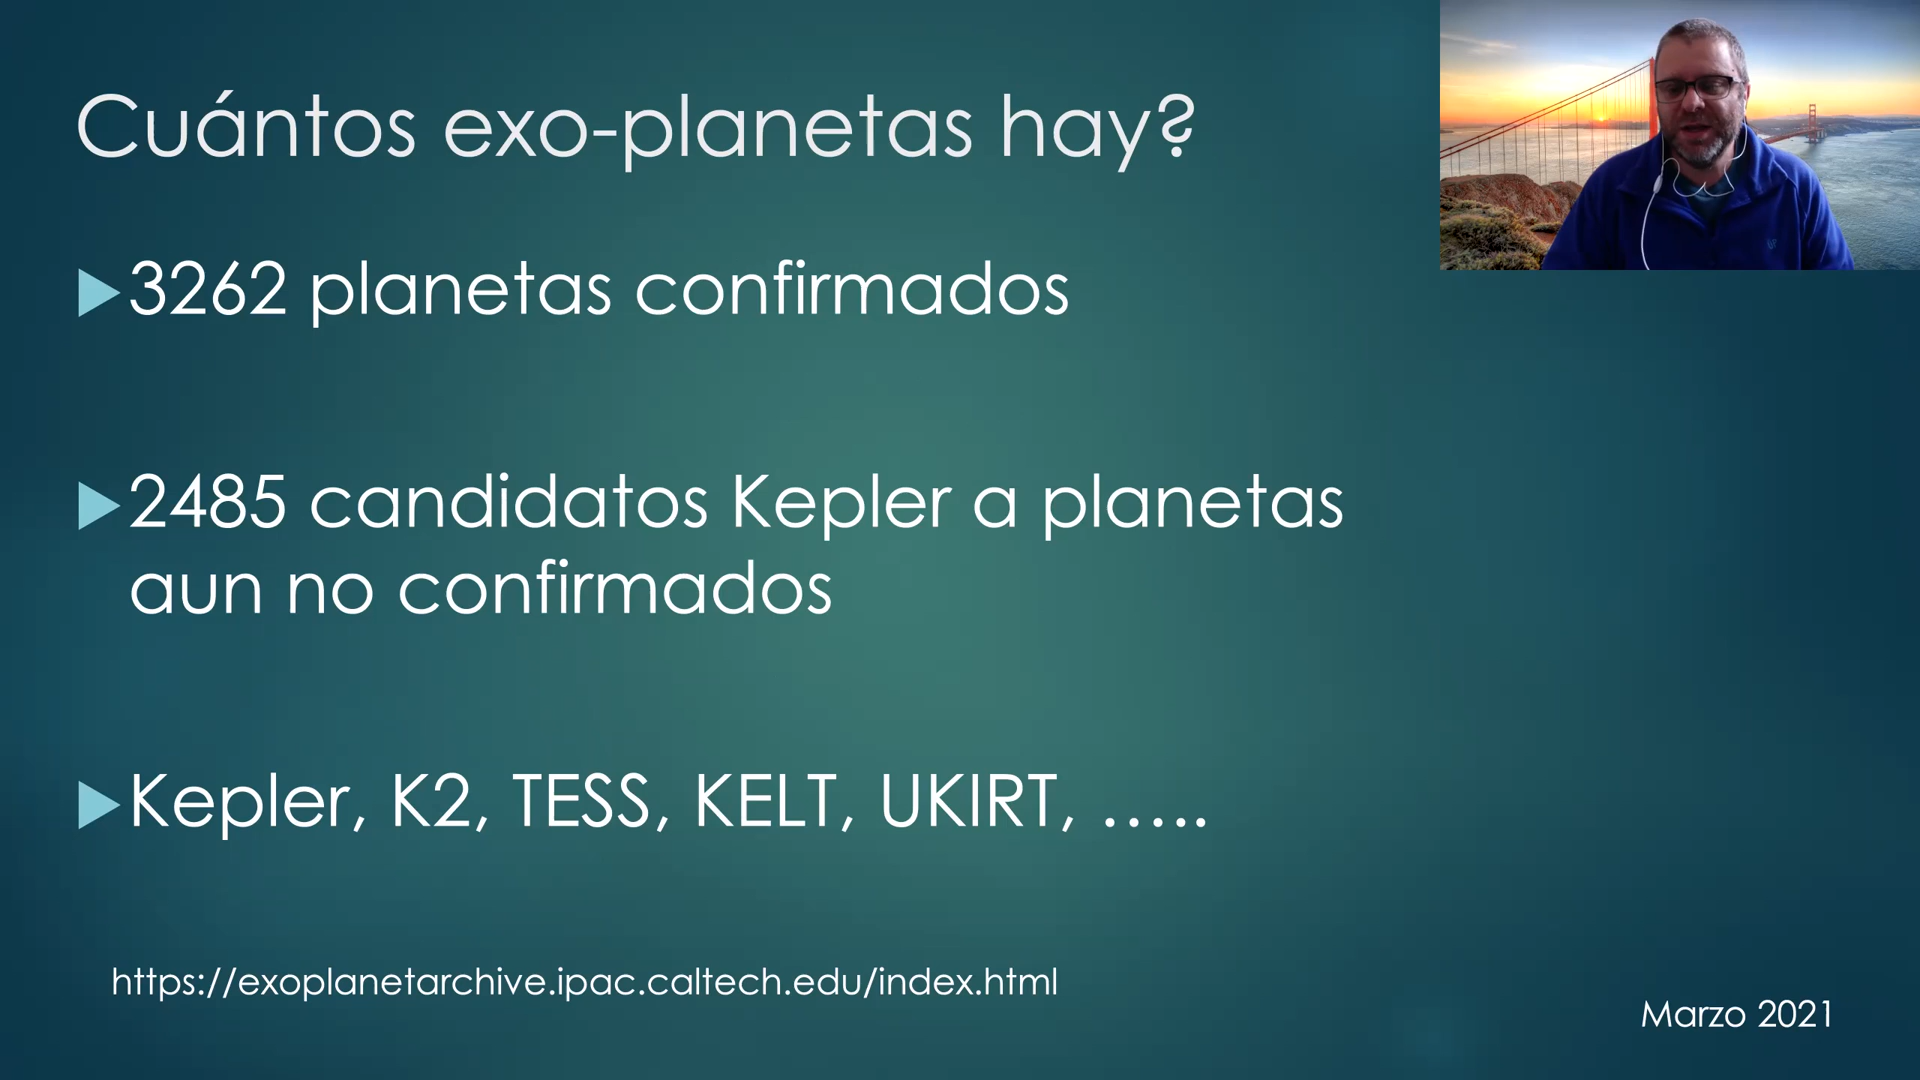 Cuántos exo-planetas hay?
3262 planetas confirmados
2485 candidatos Kepler a planetas
aun no confirmados
Kepler, K2, TESS, KELT, UKIRT, …..
https://exoplanetarchive.ipac.caltech.edu/index.html
Marzo 2021